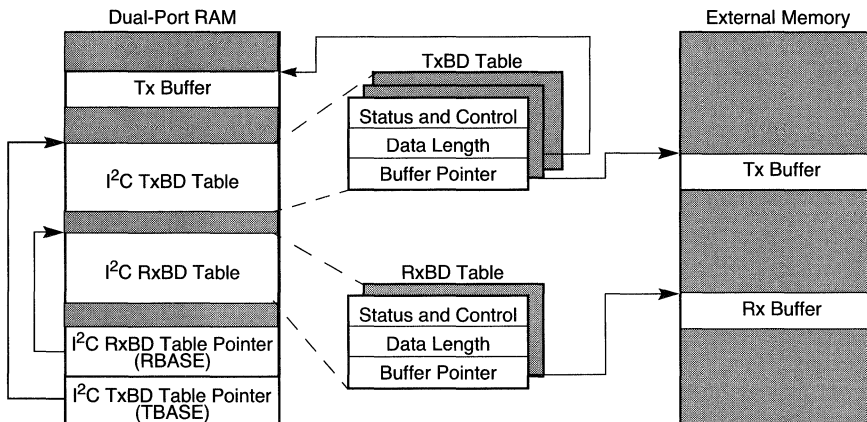 Dual-Port RAM
External Memory
Tx Buffer
TxBD Table
Status and Control
Data Length
Buffer Pointer
I²C TxBD Table
Tx Buffer
I²C RxBD Table
RxBD Table
Status and Control
Data Length
Buffer Pointer
Rx Buffer
I²C RxBD Table Pointer
(RBASE)
I²C TxBD Table Pointer
(TBASE)